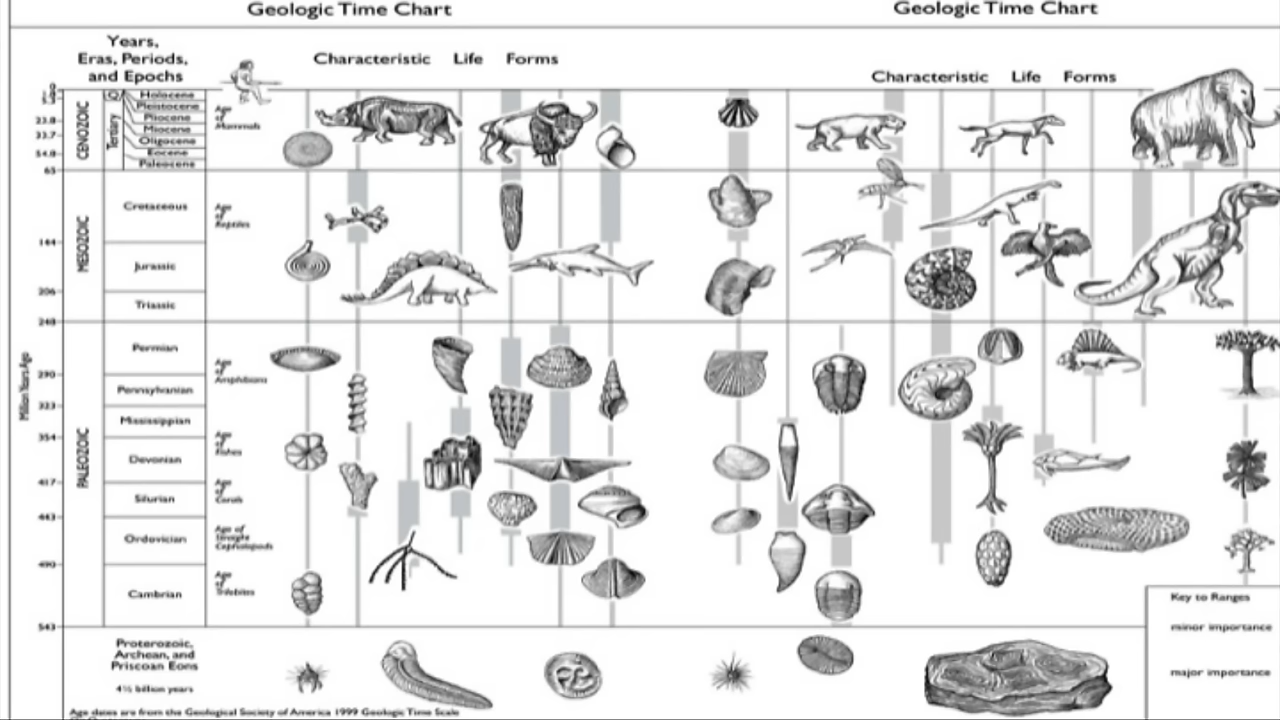 Geologic Time Chart
Geologic Time Chart
Years,
Eras, Periods,
and Epochs
Characteristic Life Forms
Characteristic Life Forms
CENOZOIC
Q
Tertiary
Holocene
Pleistocene
Pliocene
Miocene
Oligocene
Eocene
Paleocene
23.8
33.7
54.8
65
Age
of
Mammals
MESOZOIC
Cretaceous
144
Jurassic
206
Triassic
248
Age
of
Reptiles
Million Years Ago
PALEOZOIC
Permian
290
Pennsylvanian
323
Mississippian
354
Devonian
417
Silurian
443
Ordovician
490
Cambrian
543
Age
of
Amphibians
Age
of
Fishes
Age
of
Corals
Age of
Straight
Cephalopods
Age
of
Trilobites
Proterozoic,
Archean, and
Priscoan Eons
4½ billion years
Age dates are from the Geological Society of America 1999 Geologic Time Scale
Key to Ranges
minor importance
major importance